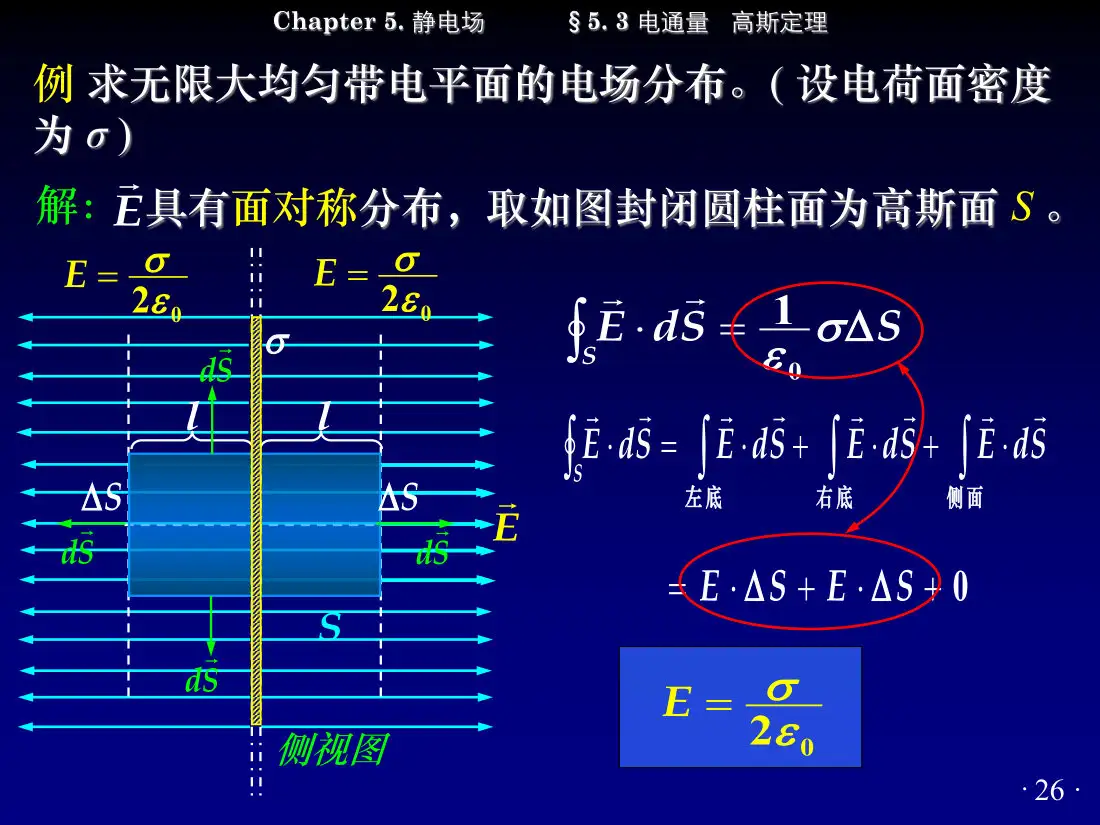 Chapter 5. 静电场 §5. 3 电通量 高斯定理
例 求无限大均匀带电平面的电场分布。( 设电荷面密度
为 σ )
解: E⃗具有面对称分布，取如图封闭圆柱面为高斯面 S 。
E = σ/2ε₀
E = σ/2ε₀
σ
dS⃗
l l
ΔS ΔS
dS⃗ dS⃗
E⃗
S
dS⃗
侧视图
∮_S E⃗ · dS⃗ = 1/ε₀ σΔS
∮_S E⃗ · dS⃗ = ∫ E⃗ · dS⃗ + ∫ E⃗ · dS⃗ + ∫ E⃗ · dS⃗
左底 右底 侧面
= E · ΔS + E · ΔS + 0
E = σ/2ε₀
· 26 ·